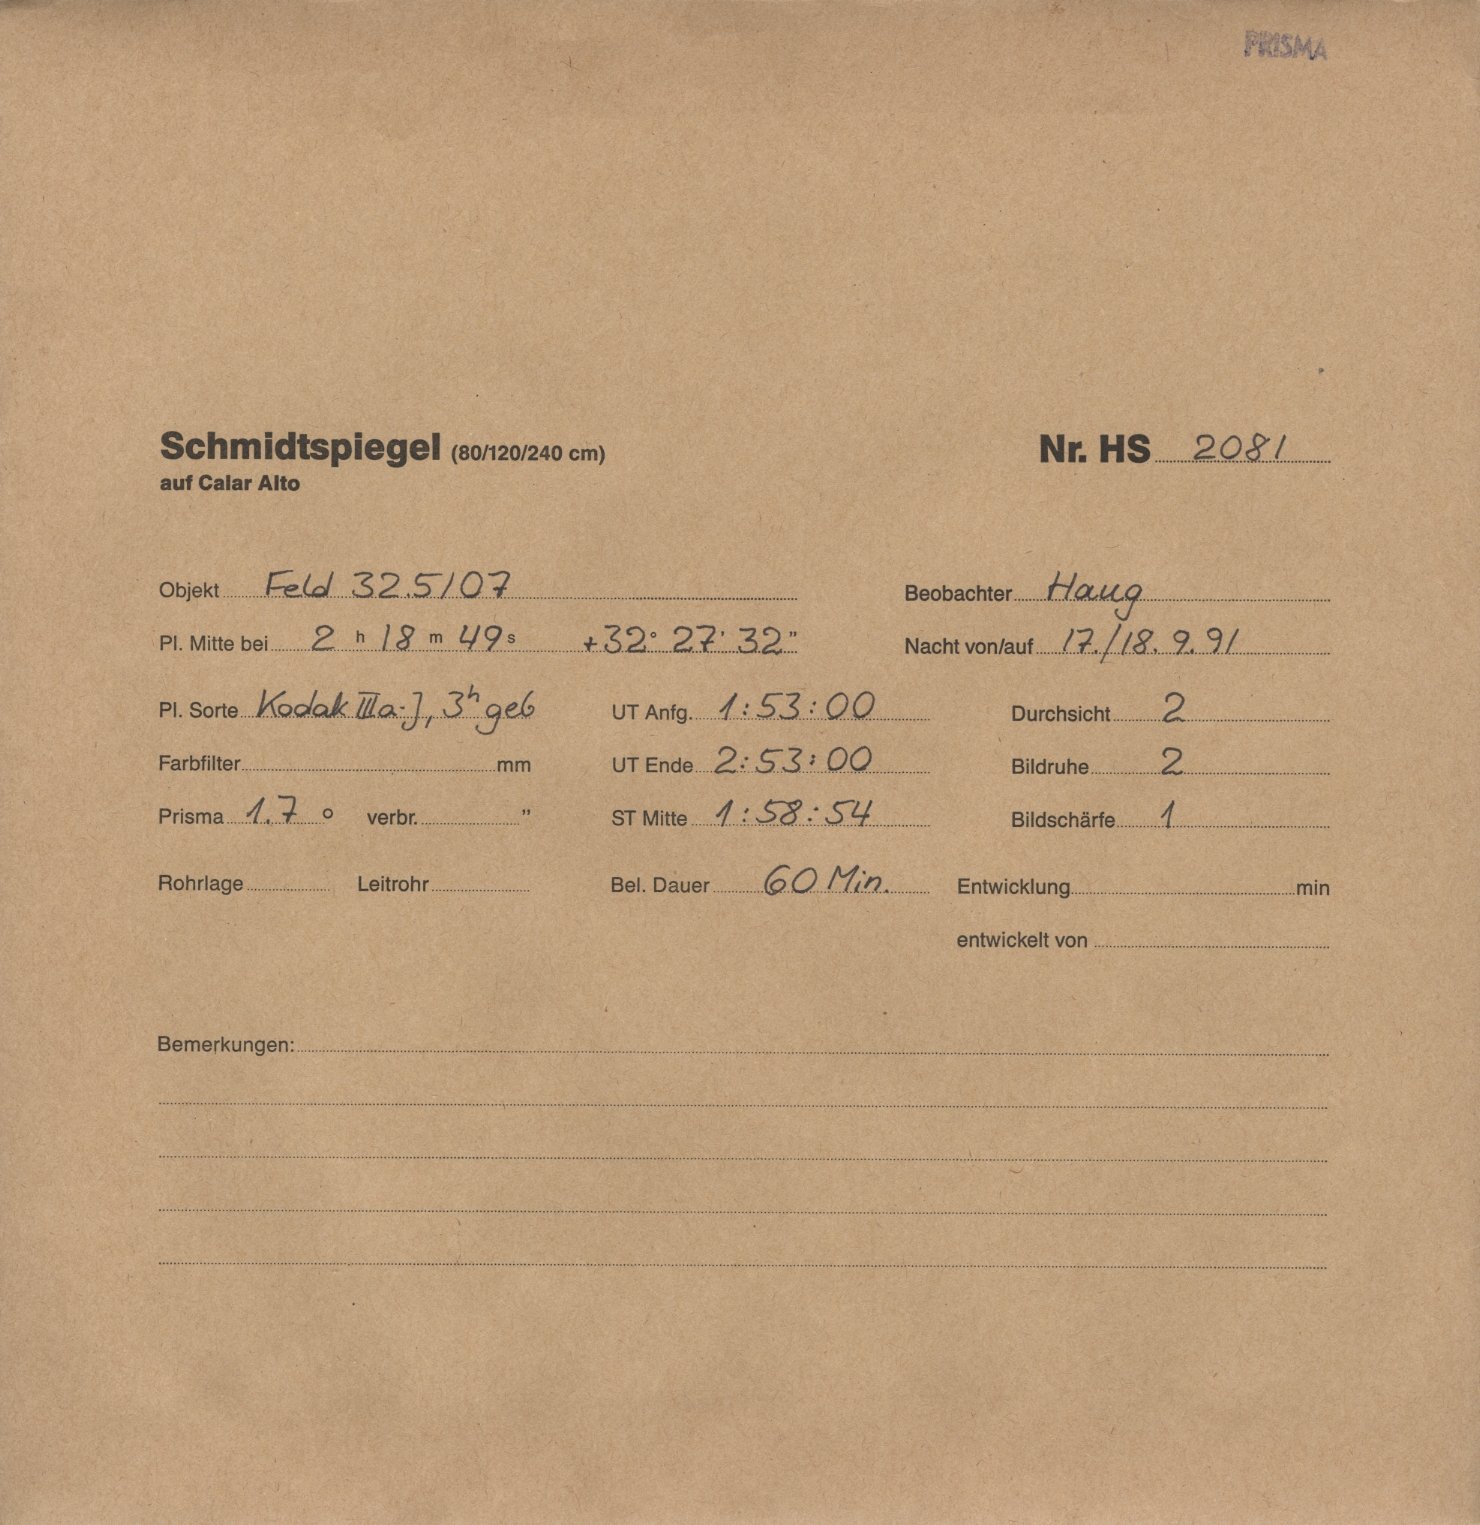 PRISMA
Schmidtspiegel (80/120/240 cm) Nr. HS 2081
auf Calar Alto
Objekt Feld 32.5/07 Beobachter Haug
Pl. Mitte bei 2 h 18 m 49 s +32° 27' 32" Nacht von/auf 17./18. 9. 91
Pl. Sorte Kodak IIIa-J, 3h geb UT Anfg. 1:53:00 Durchsicht 2
Farbfilter mm UT Ende 2:53:00 Bildruhe 2
Prisma 1.7 ° verbr. " ST Mitte 1:58:54 Bildschärfe 1
Rohrlage Leitrohr Bel. Dauer 60 Min. Entwicklung min
entwickelt von
Bemerkungen: